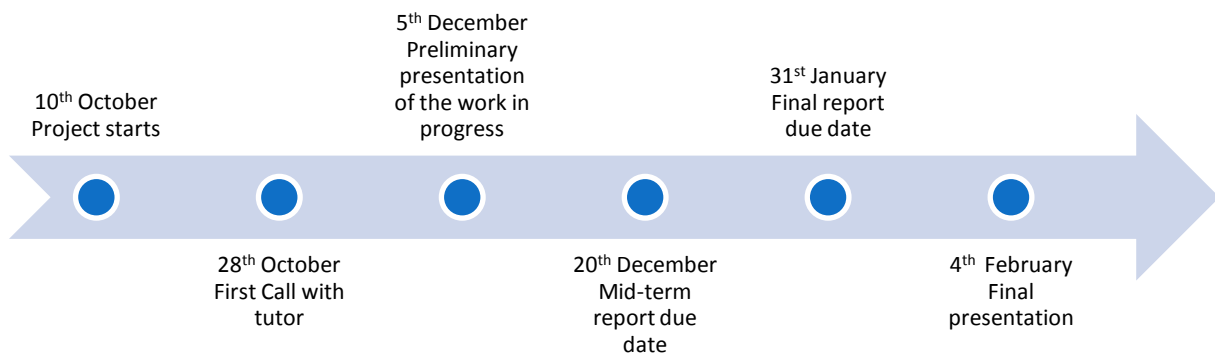 10th October
Project starts
28th October
First Call with
tutor
5th December
Preliminary
presentation
of the work in
progress
20th December
Mid-term
report due
date
31st January
Final report
due date
4th February
Final
presentation